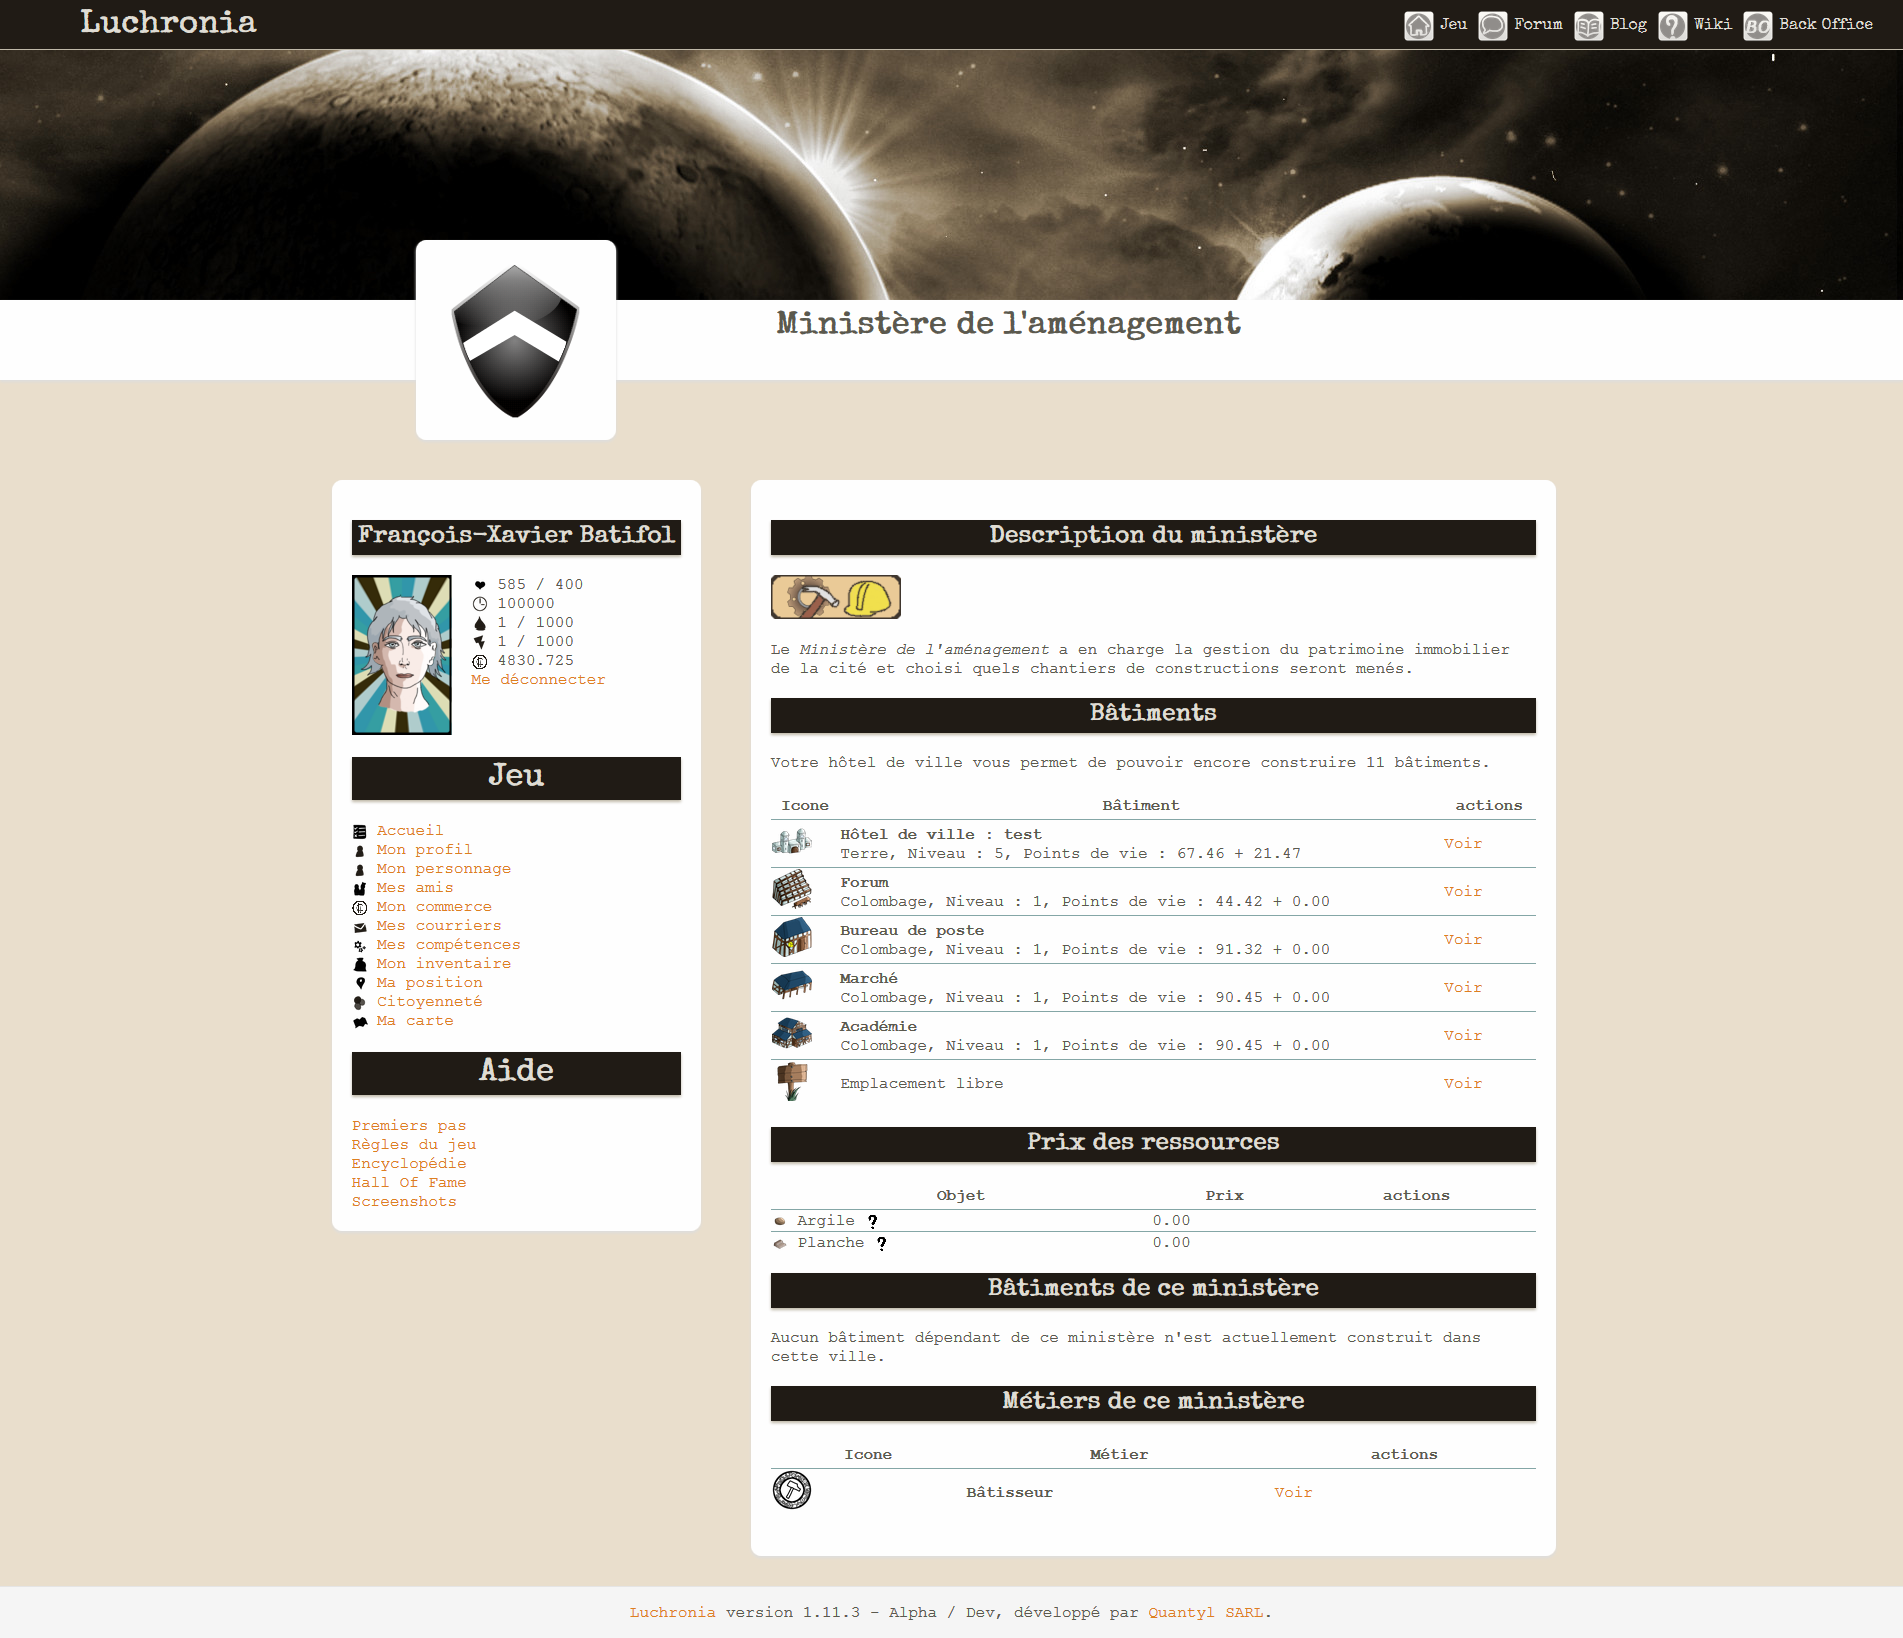 Luchronia
Jeu Forum Blog Wiki BO Back Office
Ministère de l'aménagement
François-Xavier Batifol
585 / 400
100000
1 / 1000
1 / 1000
4830.725
Me déconnecter
Jeu
Accueil
Mon profil
Mon personnage
Mes amis
Mon commerce
Mes courriers
Mes compétences
Mon inventaire
Ma position
Citoyenneté
Ma carte
Aide
Premiers pas
Règles du jeu
Encyclopédie
Hall Of Fame
Screenshots
Description du ministère
Le Ministère de l'aménagement a en charge la gestion du patrimoine immobilier
de la cité et choisi quels chantiers de constructions seront menés.
Bâtiments
Votre hôtel de ville vous permet de pouvoir encore construire 11 bâtiments.
Icone Bâtiment actions
Hôtel de ville : test
Terre, Niveau : 5, Points de vie : 67.46 + 21.47
Voir
Forum
Colombage, Niveau : 1, Points de vie : 44.42 + 0.00
Voir
Bureau de poste
Colombage, Niveau : 1, Points de vie : 91.32 + 0.00
Voir
Marché
Colombage, Niveau : 1, Points de vie : 90.45 + 0.00
Voir
Académie
Colombage, Niveau : 1, Points de vie : 90.45 + 0.00
Voir
Emplacement libre Voir
Prix des ressources
Objet Prix actions
Argile ? 0.00
Planche ? 0.00
Bâtiments de ce ministère
Aucun bâtiment dépendant de ce ministère n'est actuellement construit dans
cette ville.
Métiers de ce ministère
Icone Métier actions
Bâtisseur Voir
Luchronia version 1.11.3 - Alpha / Dev, développé par Quantyl SARL.